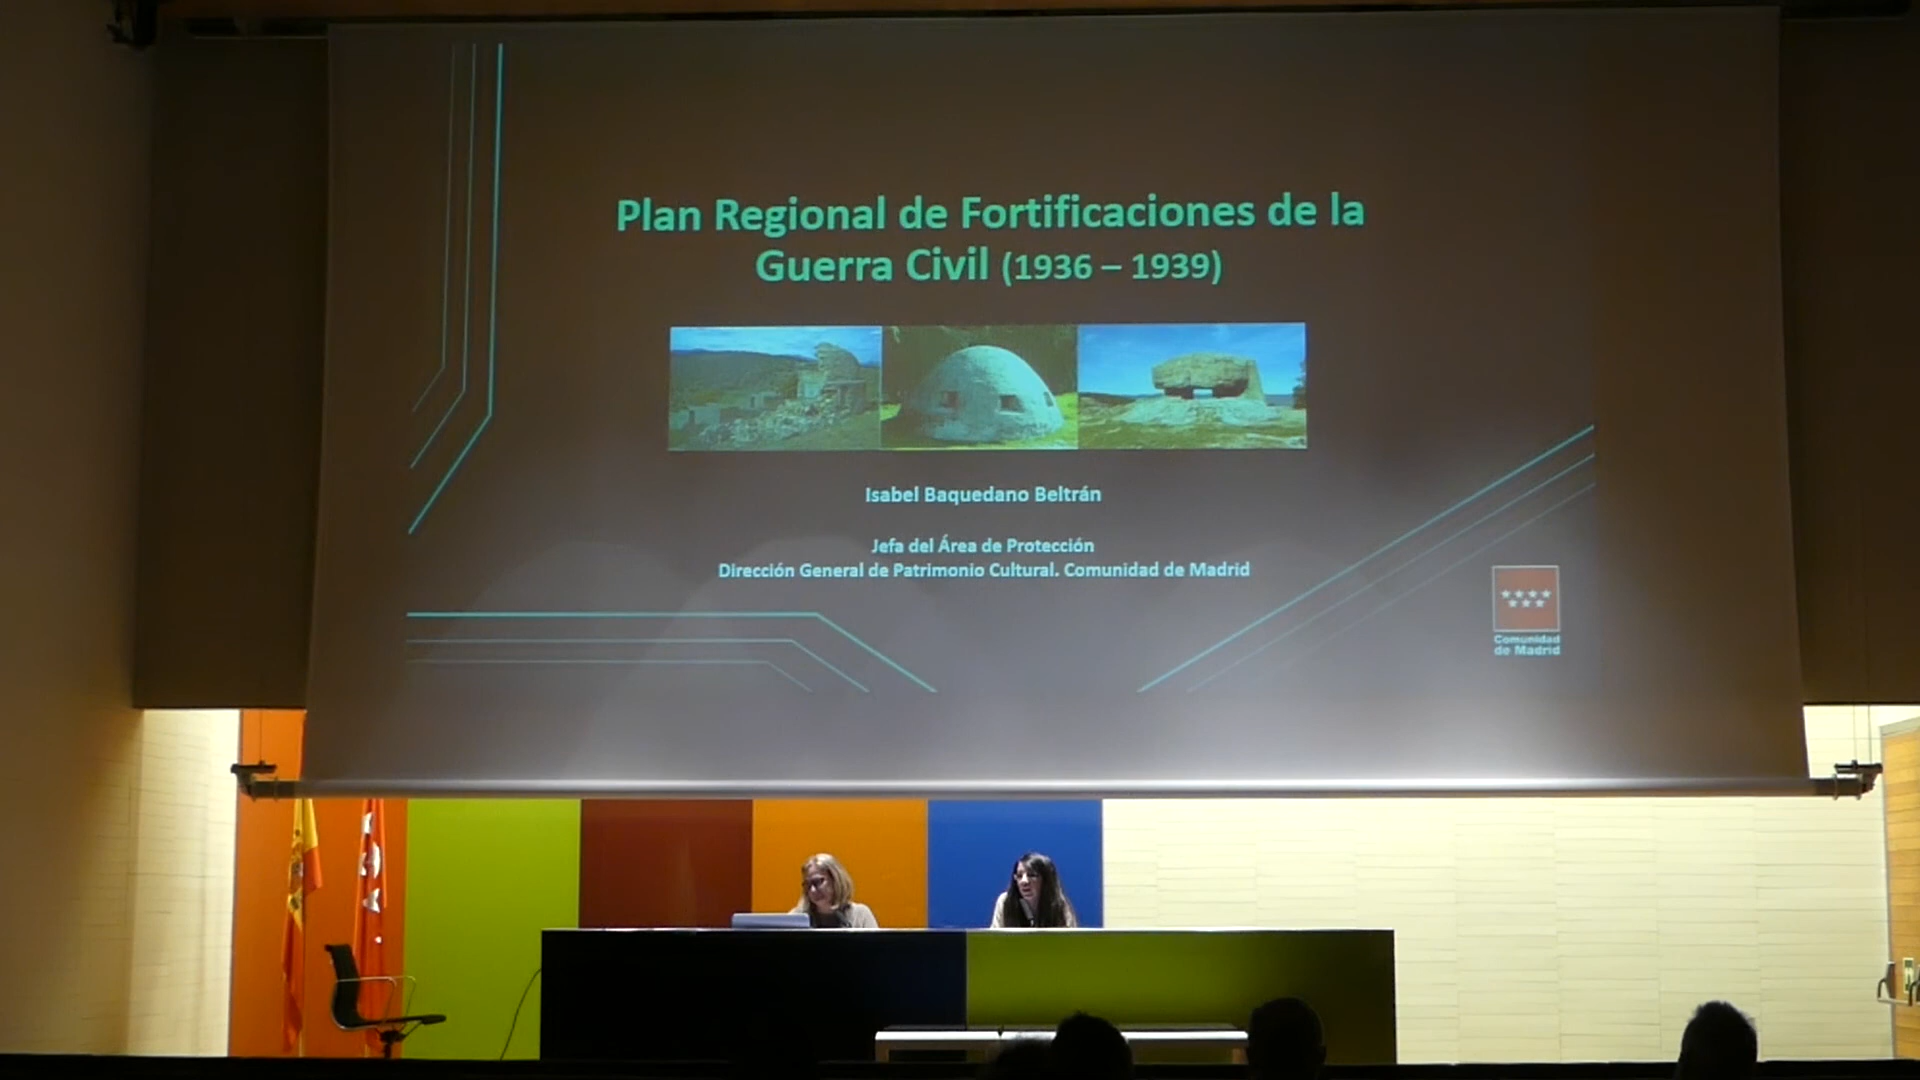 Plan Regional de Fortificaciones de la
Guerra Civil (1936 – 1939)
Isabel Baquedano Beltrán
Jefa del Área de Protección
Dirección General de Patrimonio Cultural. Comunidad de Madrid
Comunidad
de Madrid